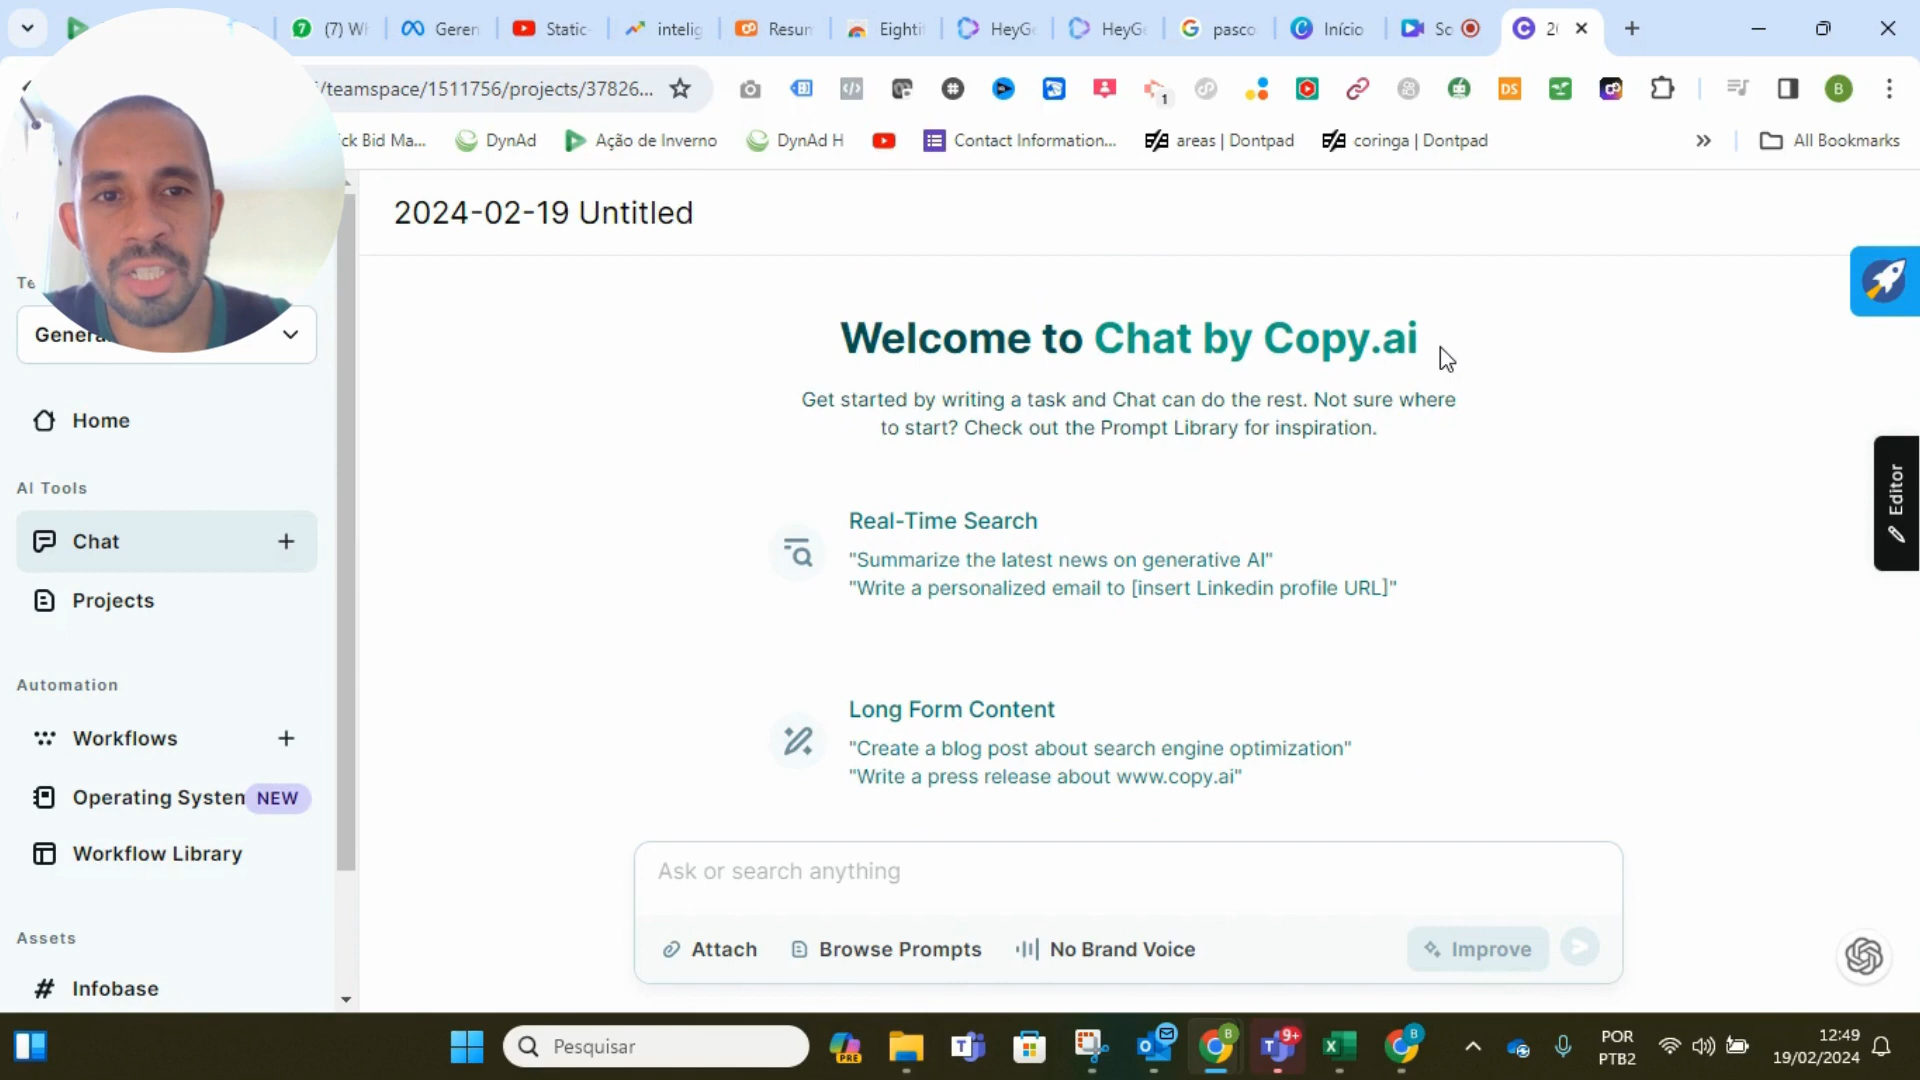 (7) Wh
Geren
Static-
intelig
Resun
Eightif
HeyGe
HeyGe
pasco
Início
Sc
/teamspace/1511756/projects/37826...
1
DS
B
ck Bid Ma...
DynAd
Ação de Inverno
DynAd H
Contact Information...
areas | Dontpad
coringa | Dontpad
All Bookmarks
2024-02-19 Untitled
Welcome to Chat by Copy.ai
Get started by writing a task and Chat can do the rest. Not sure where
to start? Check out the Prompt Library for inspiration.
Home
AI Tools
Chat
Projects
Automation
Workflows
Operating System NEW
Workflow Library
Assets
Infobase
Real-Time Search
"Summarize the latest news on generative AI"
"Write a personalized email to [insert Linkedin profile URL]"
Long Form Content
"Create a blog post about search engine optimization"
"Write a press release about www.copy.ai"
Editor
Ask or search anything
Attach
Browse Prompts
No Brand Voice
Improve
Pesquisar
PRE
9+
POR
PTB2
12:49
19/02/2024